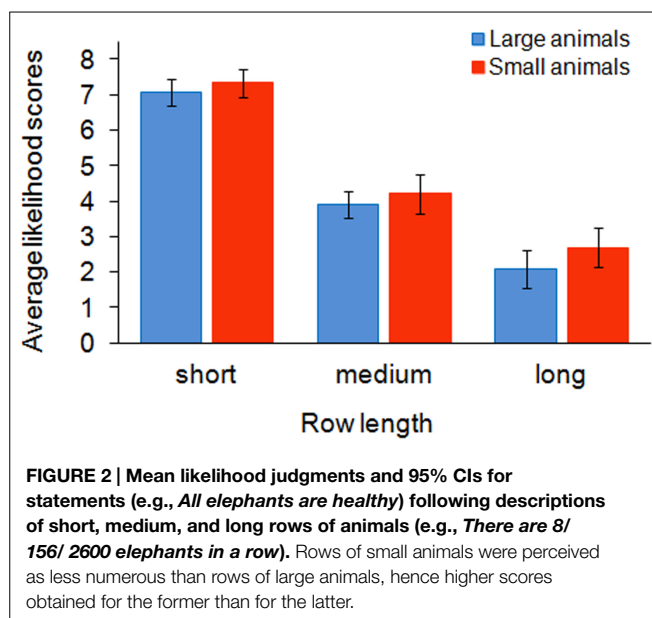 Large animals
Small animals
8
7
6
5
4
3
2
1
0
Average likelihood scores
short medium long
Row length
FIGURE 2 | Mean likelihood judgments and 95% CIs for
statements (e.g., All elephants are healthy) following descriptions
of short, medium, and long rows of animals (e.g., There are 8/
156/ 2600 elephants in a row). Rows of small animals were perceived
as less numerous than rows of large animals, hence higher scores
obtained for the former than for the latter.